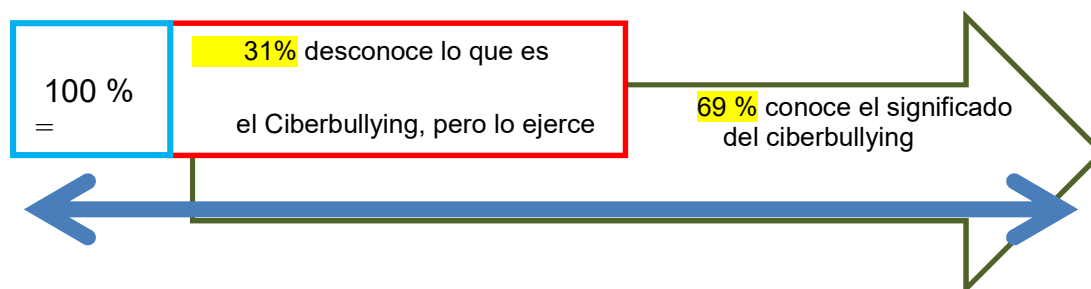 100 %
=
31% desconoce lo que es
el Ciberbullying, pero lo ejerce
69 % conoce el significado
del ciberbullying